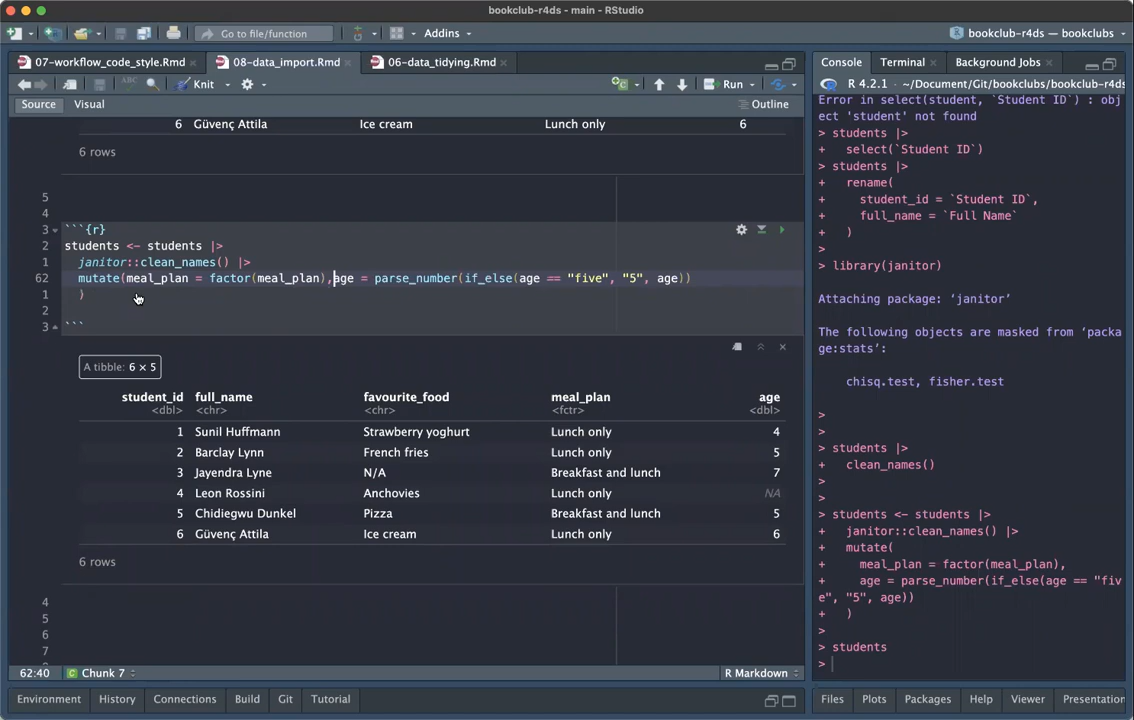 bookclub-r4ds - main - RStudio
Go to file/function
Addins
bookclub-r4ds — bookclubs
07-workflow_code_style.Rmd
08-data_import.Rmd
06-data_tidying.Rmd
ABC
Knit
Run
Source
Visual
Outline
6 Güvenç Attila Ice cream Lunch only 6
6 rows
5
4
3 ```{r}
2 students <- students |>
1 janitor::clean_names() |>
62 mutate(meal_plan = factor(meal_plan),age = parse_number(if_else(age == "five", "5", age))
1 )
2
3 ```
A tibble: 6 × 5
student_id full_name favourite_food meal_plan age
<dbl> <chr> <chr> <fctr> <dbl>
1 Sunil Huffmann Strawberry yoghurt Lunch only 4
2 Barclay Lynn French fries Lunch only 5
3 Jayendra Lyne N/A Breakfast and lunch 7
4 Leon Rossini Anchovies Lunch only NA
5 Chidiegwu Dunkel Pizza Breakfast and lunch 5
6 Güvenç Attila Ice cream Lunch only 6
6 rows
4
5
6
7
62:40
C Chunk 7
R Markdown
Environment History Connections Build Git Tutorial
Console Terminal Background Jobs
R R 4.2.1 · ~/Document/Git/bookclubs/bookclub-r4ds
Error in select(student, `Student ID`) : obj
ect 'student' not found
> students |>
+ select(`Student ID`)
> students |>
+ rename(
+ student_id = `Student ID`,
+ full_name = `Full Name`
+ )
>
> library(janitor)
Attaching package: ‘janitor’
The following objects are masked from ‘packa
ge:stats’:
chisq.test, fisher.test
>
>
> students |>
+ clean_names()
>
>
> students <- students |>
+ janitor::clean_names() |>
+ mutate(
+ meal_plan = factor(meal_plan),
+ age = parse_number(if_else(age == "fiv
e", "5", age))
+ )
>
> students
>
Files Plots Packages Help Viewer Presentation